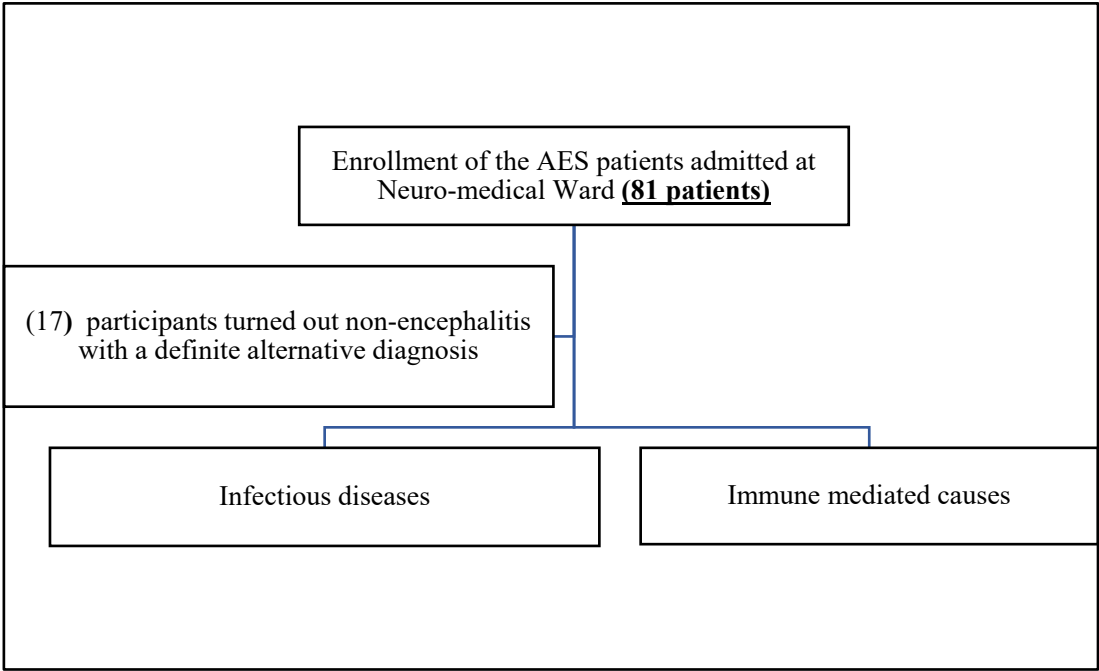 Enrollment of the AES patients admitted at
Neuro-medical Ward (81 patients)
(17) participants turned out non-encephalitis
with a definite alternative diagnosis
Infectious diseases
Immune mediated causes